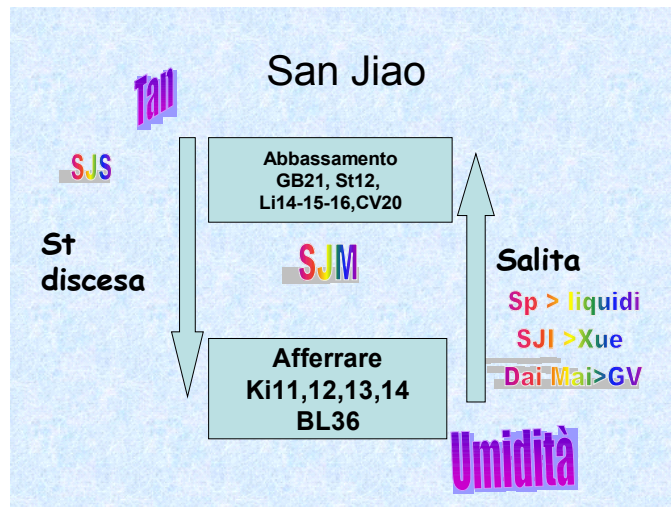 San Jiao
Tan
SJS
Abbassamento
GB21, St12,
Li14-15-16,CV20
St
discesa
SJM
Salita
Sp > liquidi
SJI >Xue
Dai Mai>GV
Afferrare
Ki11,12,13,14
BL36
Umidità